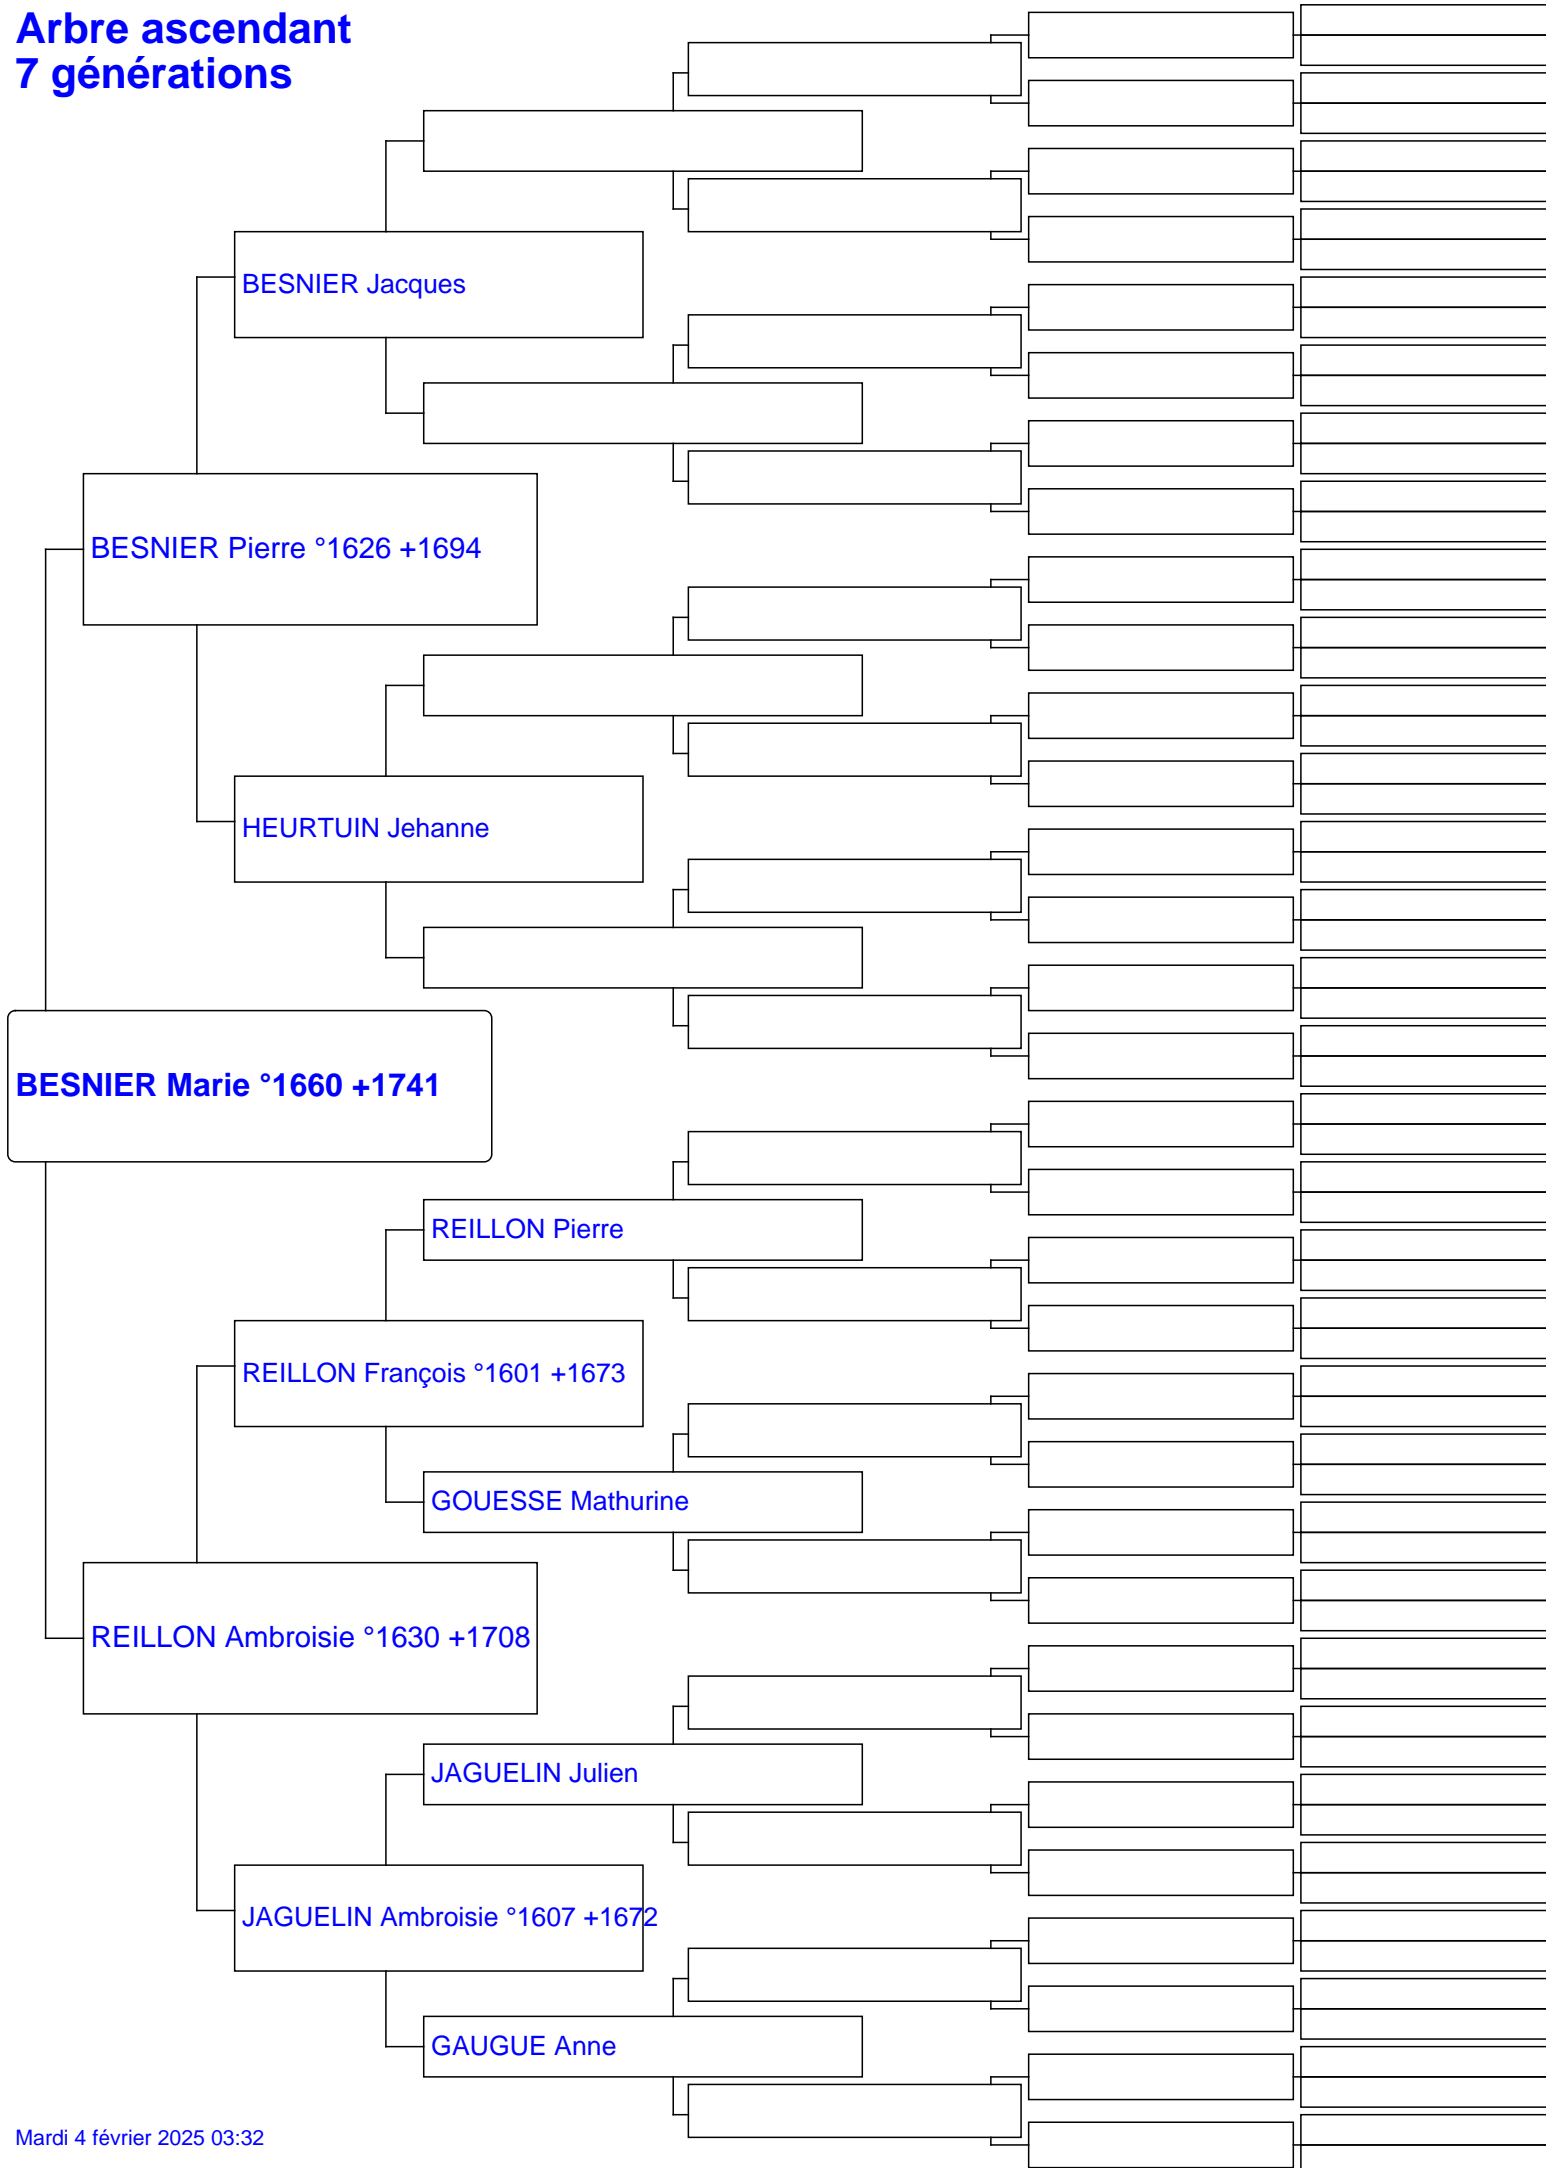 Arbre ascendant
7 générations
BESNIER Jacques
BESNIER Pierre °1626 +1694
HEURTUIN Jehanne
BESNIER Marie °1660 +1741
REILLON Pierre
REILLON François °1601 +1673
GOUESSE Mathurine
REILLON Ambroisie °1630 +1708
JAGUELIN Julien
JAGUELIN Ambroisie °1607 +1672
GAUGUE Anne
Mardi 4 février 2025 03:32